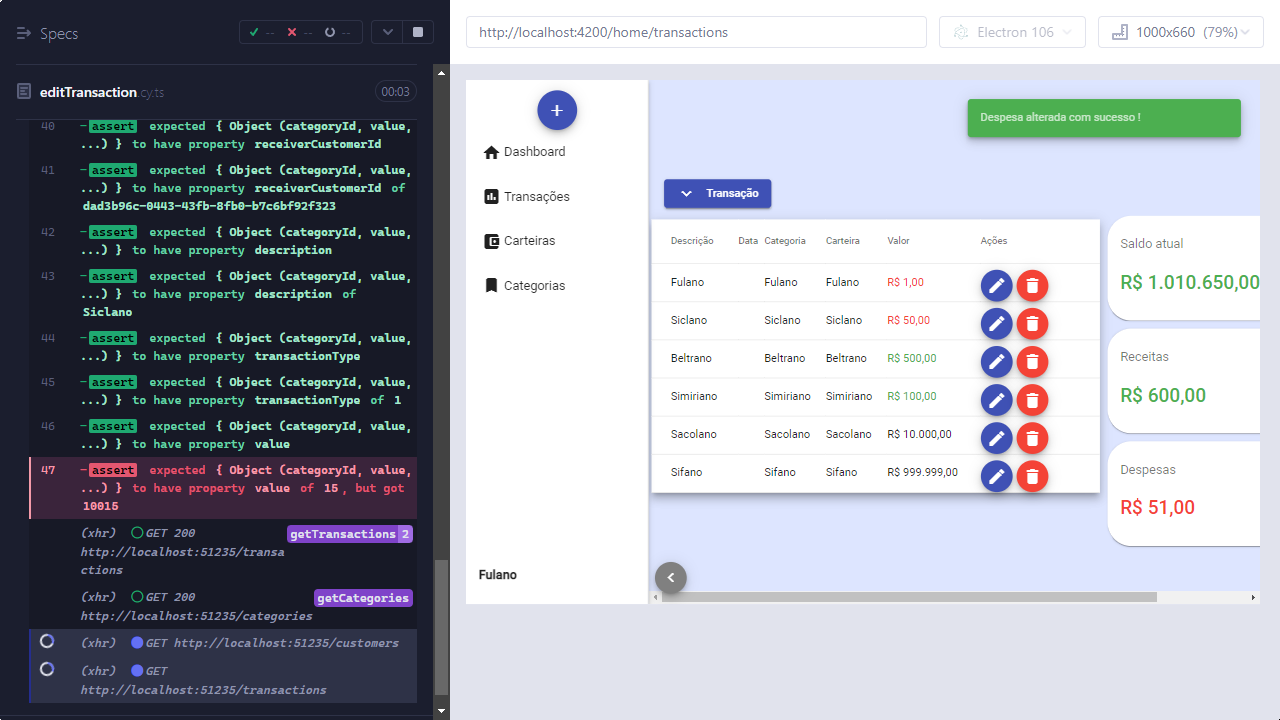 Specs
--
--
--
editTransaction.cy.ts
00:03
40 -assert expected { Object (categoryId, value,
...) } to have property receiverCustomerId
41 -assert expected { Object (categoryId, value,
...) } to have property receiverCustomerId of
dad3b96c-0443-43fb-8fb0-b7c6bf92f323
42 -assert expected { Object (categoryId, value,
...) } to have property description
43 -assert expected { Object (categoryId, value,
...) } to have property description of
Siclano
44 -assert expected { Object (categoryId, value,
...) } to have property transactionType
45 -assert expected { Object (categoryId, value,
...) } to have property transactionType of 1
46 -assert expected { Object (categoryId, value,
...) } to have property value
47 -assert expected { Object (categoryId, value,
...) } to have property value of 15, but got
10015
(xhr) GET 200 getTransactions 2
http://localhost:51235/transa
ctions
(xhr) GET 200 getCategories
http://localhost:51235/categories
(xhr) GET http://localhost:51235/customers
(xhr) GET
http://localhost:51235/transactions
http://localhost:4200/home/transactions
Electron 106
1000x660 (79%)
+
Dashboard
Transações
Carteiras
Categorias
Fulano
Despesa alterada com sucesso !
Transação
Descrição Data Categoria Carteira Valor Ações
Fulano Fulano Fulano R$ 1,00
Siclano Siclano Siclano R$ 50,00
Beltrano Beltrano Beltrano R$ 500,00
Simiriano Simiriano Simiriano R$ 100,00
Sacolano Sacolano Sacolano R$ 10.000,00
Sifano Sifano Sifano R$ 999.999,00
Saldo atual
R$ 1.010.650,00
Receitas
R$ 600,00
Despesas
R$ 51,00